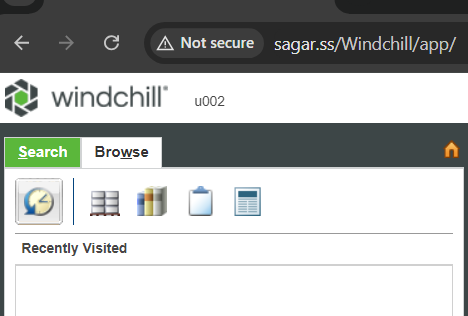 Not secure sagar.ss/Windchill/app/
windchill® u002
Search Browse
Recently Visited